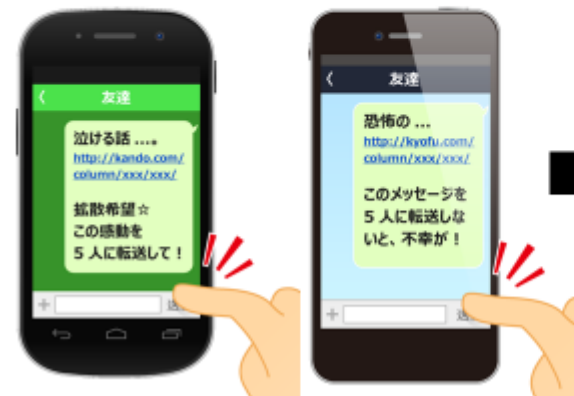 友達
泣ける話 ....。
http://kando.com/
column/xxx/xxx/
拡散希望☆
この感動を
5 人に転送して！
送
友達
恐怖の ...
http://kyofu.com/
column/xxx/xxx/
このメッセージを
5 人に転送しな
いと、不幸が！